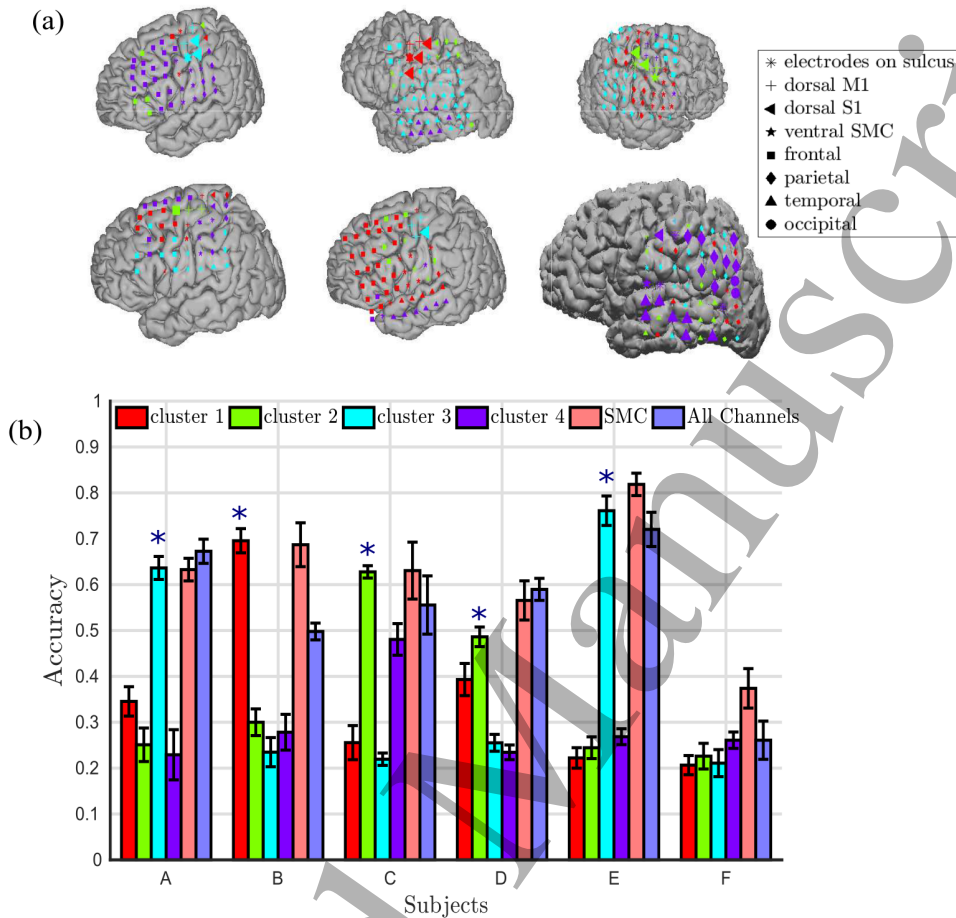 (a)
electrodes on sulcus
dorsal M1
dorsal S1
ventral SMC
frontal
parietal
temporal
occipital
(b)
cluster 1 cluster 2 cluster 3 cluster 4 SMC All Channels
1
0.9
0.8
0.7
0.6
0.5
0.4
0.3
0.2
0.1
0
Accuracy
* * * * *
A B C D E F
Subjects
Manuscri